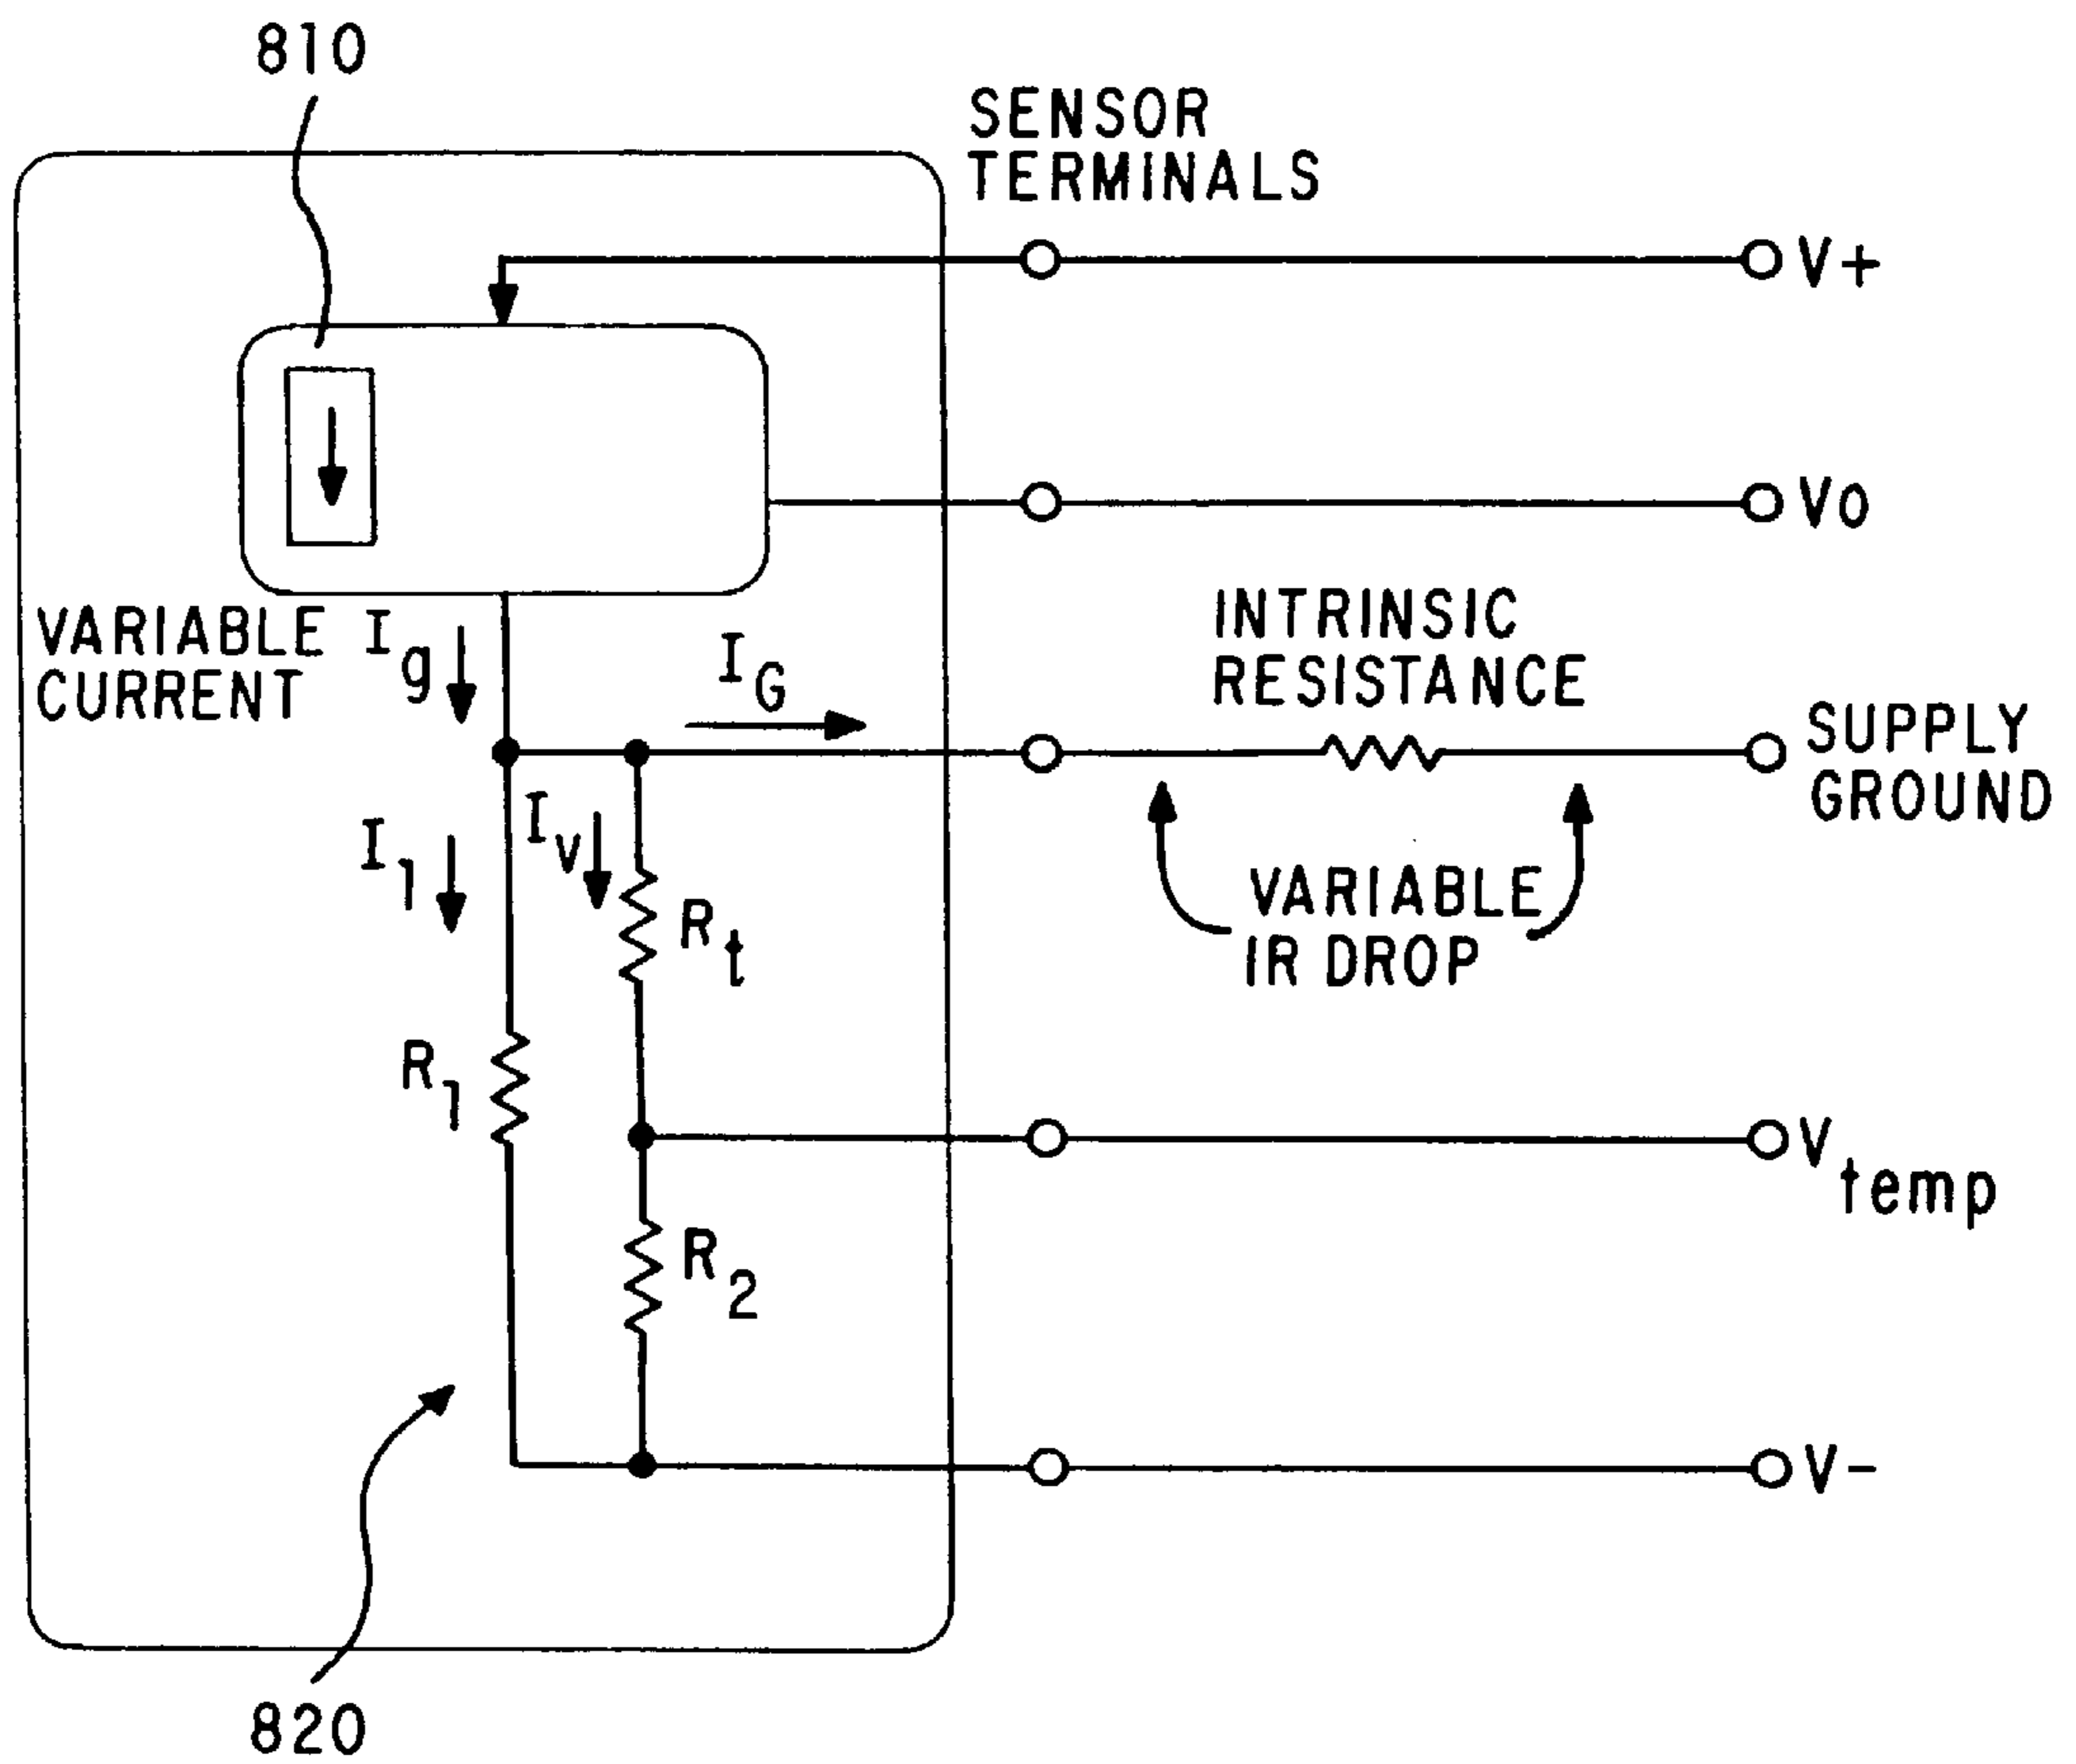 810
SENSOR
TERMINALS
V+
Vo
INTRINSIC
RESISTANCE
VARIABLE Ig
CURRENT
IG
SUPPLY
GROUND
I1
Iv
Rt
VARIABLE
IR DROP
R1
Vtemp
R2
V-
820